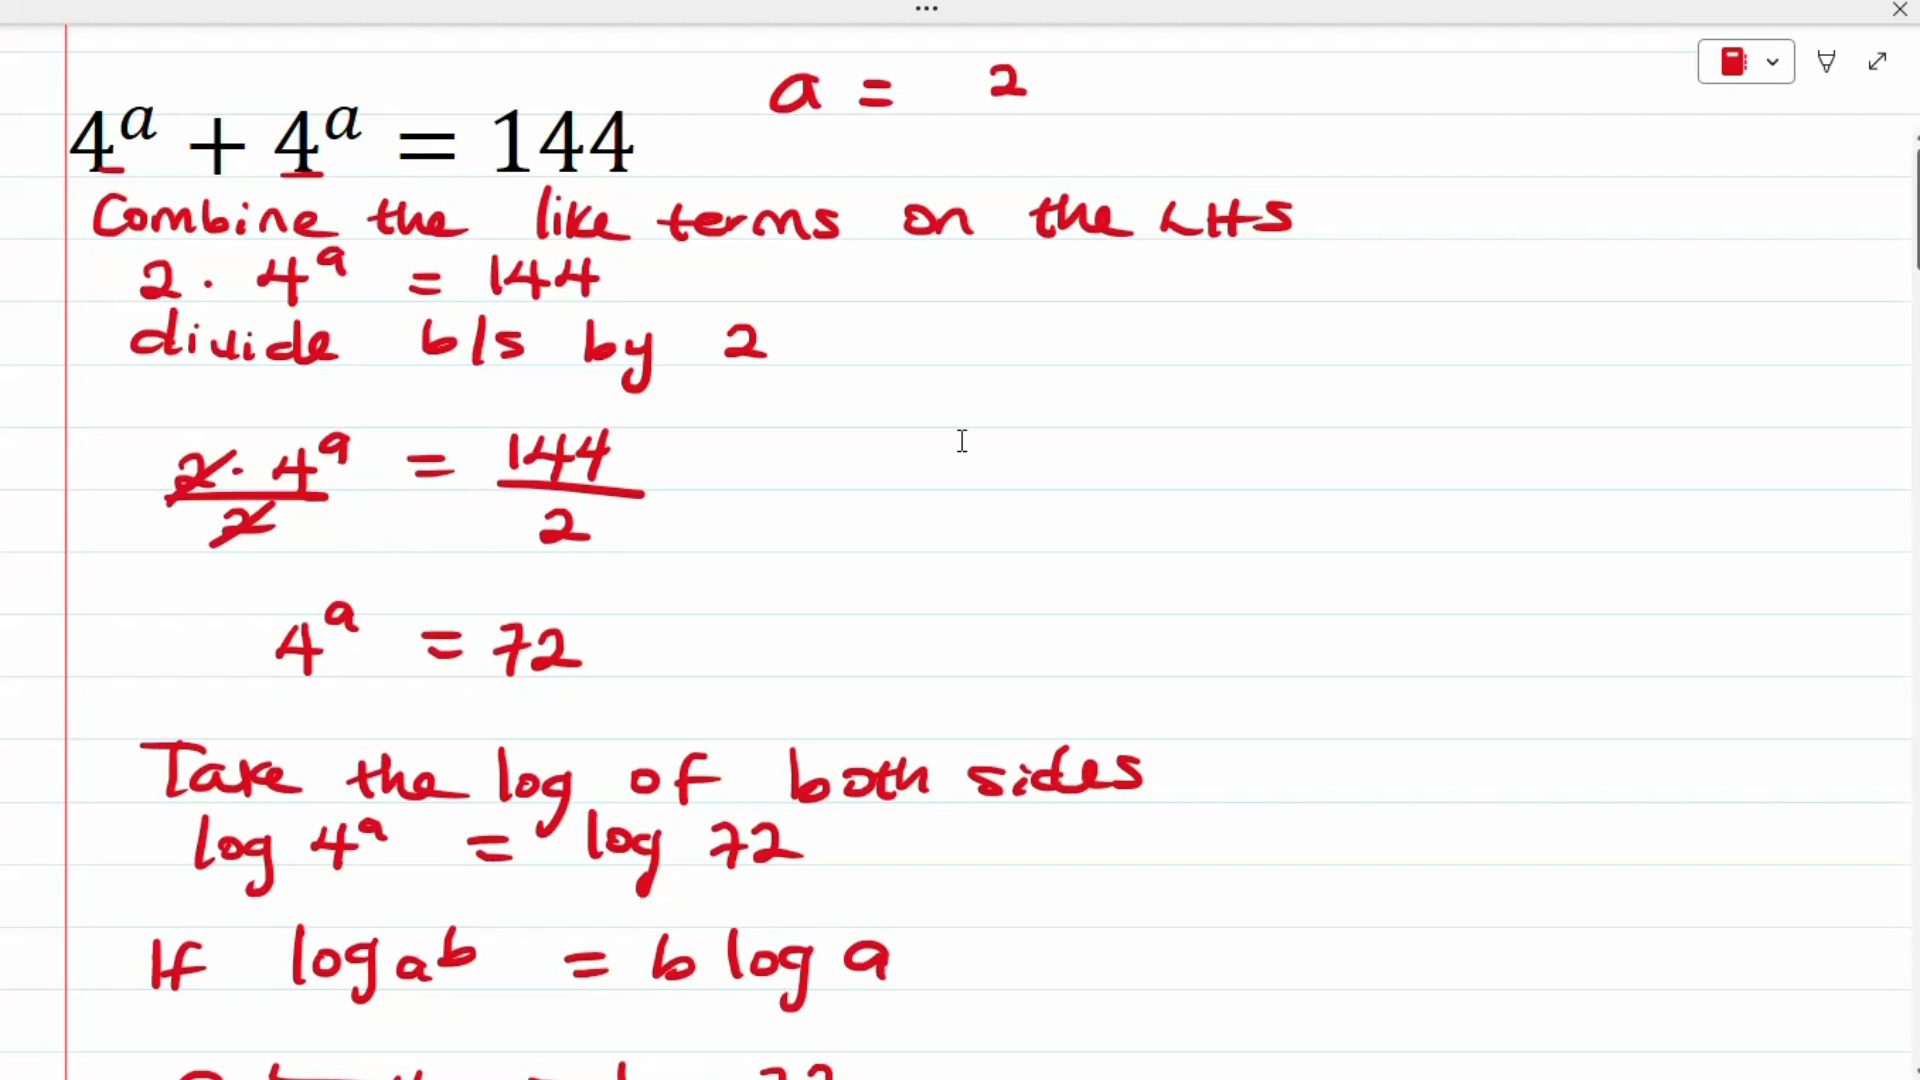 4^a + 4^a = 144
a = 2
Combine the like terms on the LHS
2 . 4^a = 144
divide b/s by 2
2 . 4^a / 2 = 144 / 2
4^a = 72
Take the log of both sides
log 4^a = log 72
If log a^b = b log a